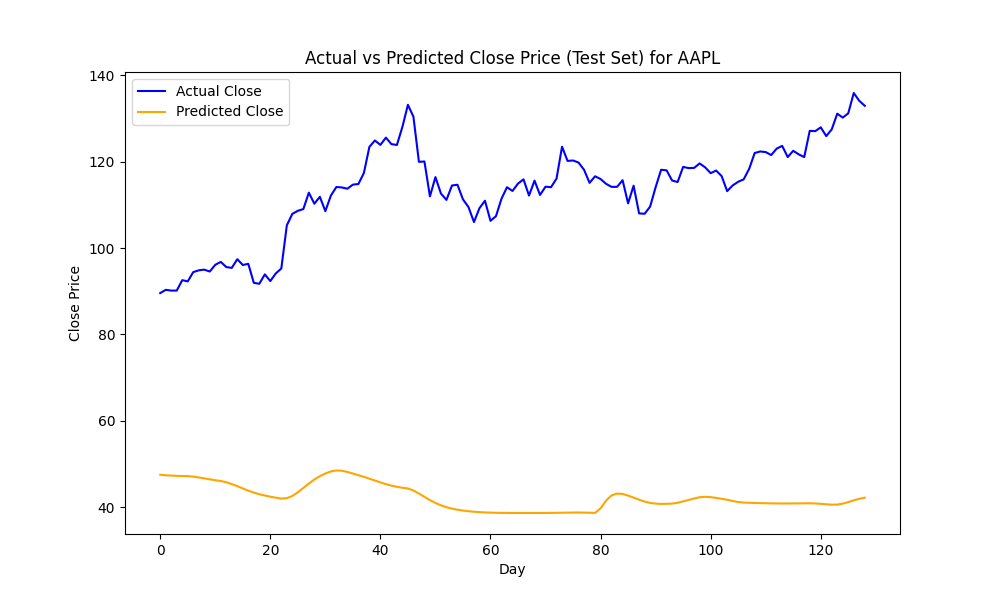 Actual vs Predicted Close Price (Test Set) for AAPL
Actual Close
Predicted Close
Close Price
140
120
100
80
60
40
0 20 40 60 80 100 120
Day